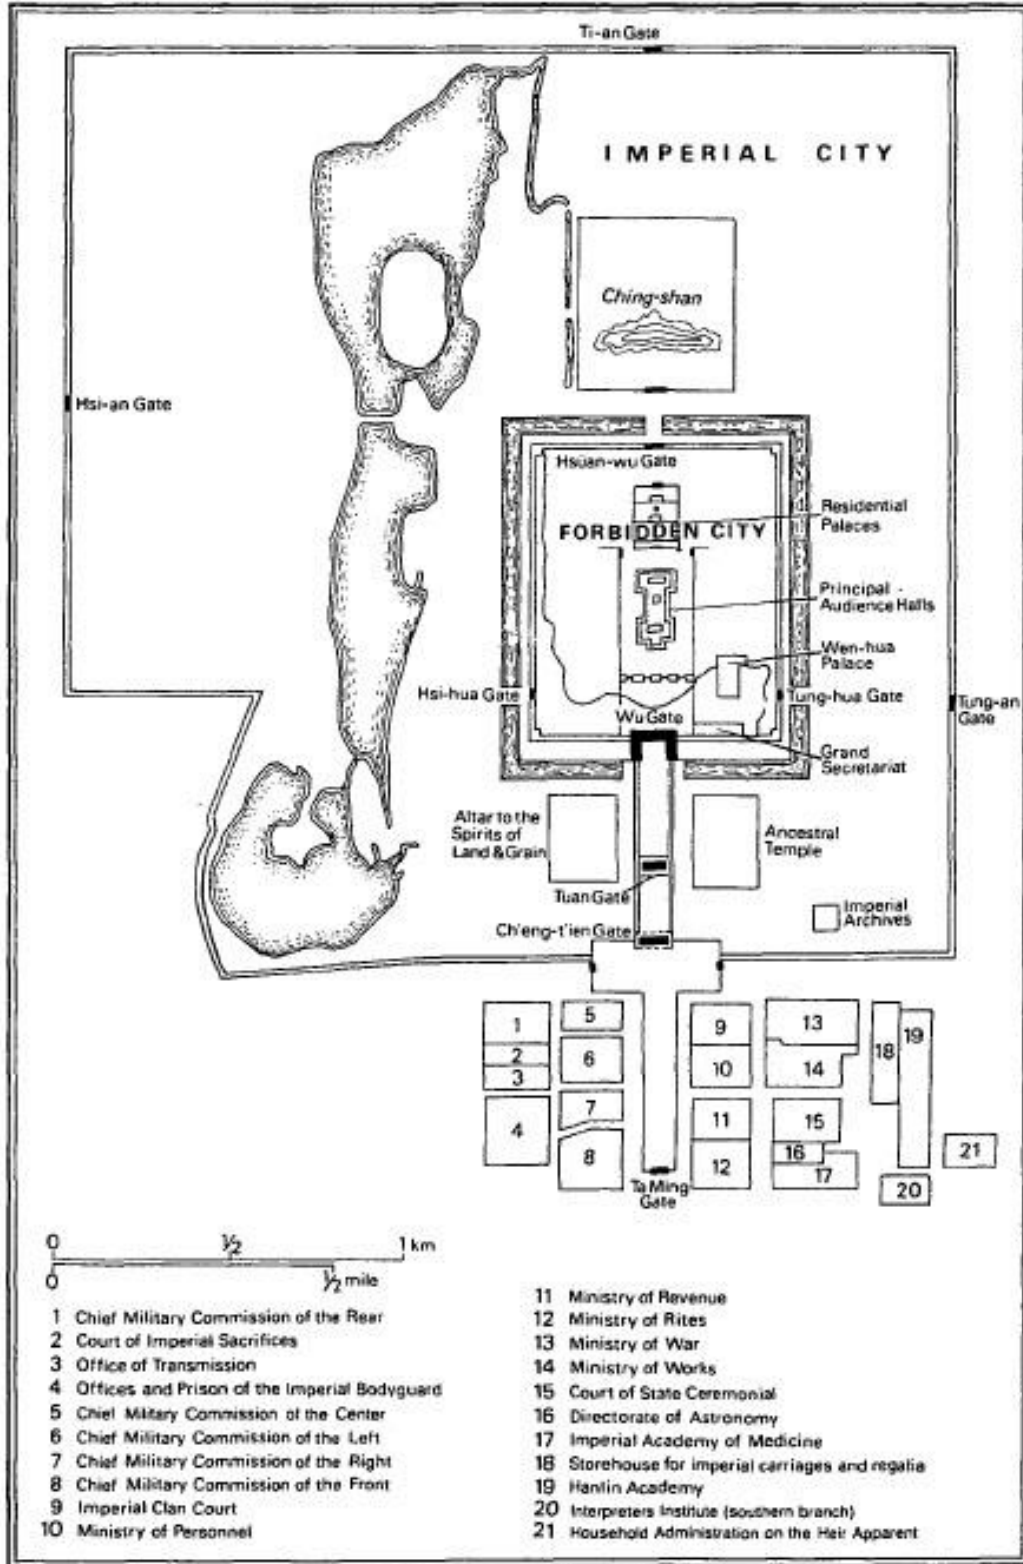 Ti-an Gate
IMPERIAL CITY
Ching-shan
Hsi-an Gate
Hsüan-wu Gate
Residential
Palaces
FORBIDDEN CITY
Principal
Audience Halls
Wen-hua
Palace
Hsi-hua Gate
Tung-hua Gate
Tung-an
Gate
Wu Gate
Grand
Secretariat
Altar to the
Spirits of
Land & Grain
Ancestral
Temple
Tuan Gate
Imperial
Archives
Ch'eng-t'ien Gate
1
2
3
4
5
6
7
8
9
10
11
12
13
14
15
16
17
18
19
20
21
Ta Ming
Gate
0 ½ 1 km
0 ½ mile
1 Chief Military Commission of the Rear
2 Court of Imperial Sacrifices
3 Office of Transmission
4 Offices and Prison of the Imperial Bodyguard
5 Chief Military Commission of the Center
6 Chief Military Commission of the Left
7 Chief Military Commission of the Right
8 Chief Military Commission of the Front
9 Imperial Clan Court
10 Ministry of Personnel
11 Ministry of Revenue
12 Ministry of Rites
13 Ministry of War
14 Ministry of Works
15 Court of State Ceremonial
16 Directorate of Astronomy
17 Imperial Academy of Medicine
18 Storehouse for imperial carriages and regalia
19 Hanlin Academy
20 Interpreters Institute (southern branch)
21 Household Administration on the Heir Apparent